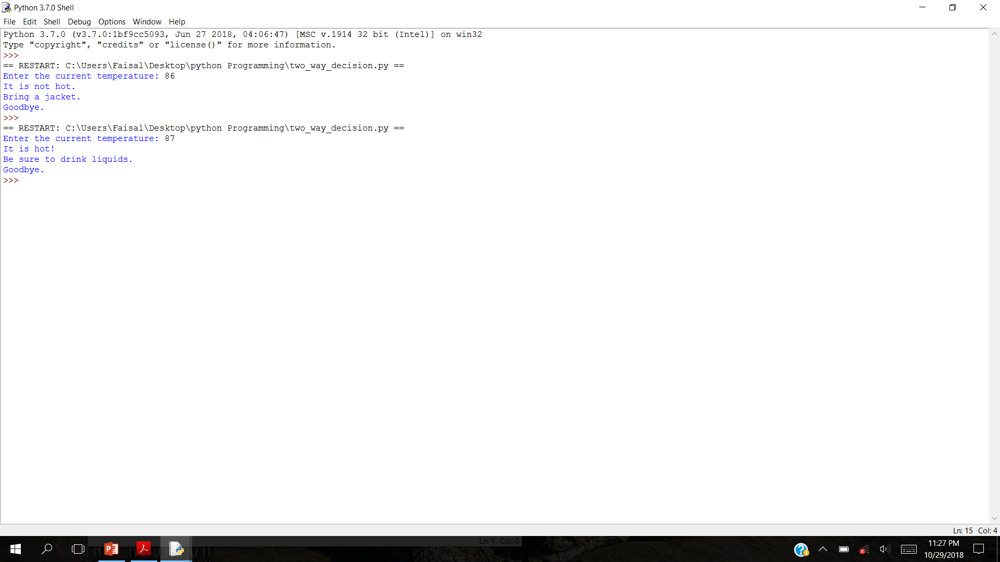 Python 3.7.0 Shell
File Edit Shell Debug Options Window Help
Python 3.7.0 (v3.7.0:1bf9cc5093, Jun 27 2018, 04:06:47) [MSC v.1914 32 bit (Intel)] on win32
Type "copyright", "credits" or "license()" for more information.
>>>
== RESTART: C:\Users\Faisal\Desktop\python Programming\two_way_decision.py ==
Enter the current temperature: 86
It is not hot.
Bring a jacket.
Goodbye.
>>>
== RESTART: C:\Users\Faisal\Desktop\python Programming\two_way_decision.py ==
Enter the current temperature: 87
It is hot!
Be sure to drink liquids.
Goodbye.
>>>
Ln: 15 Col: 4
Ln: 1 Col: 0
11:27 PM
10/29/2018